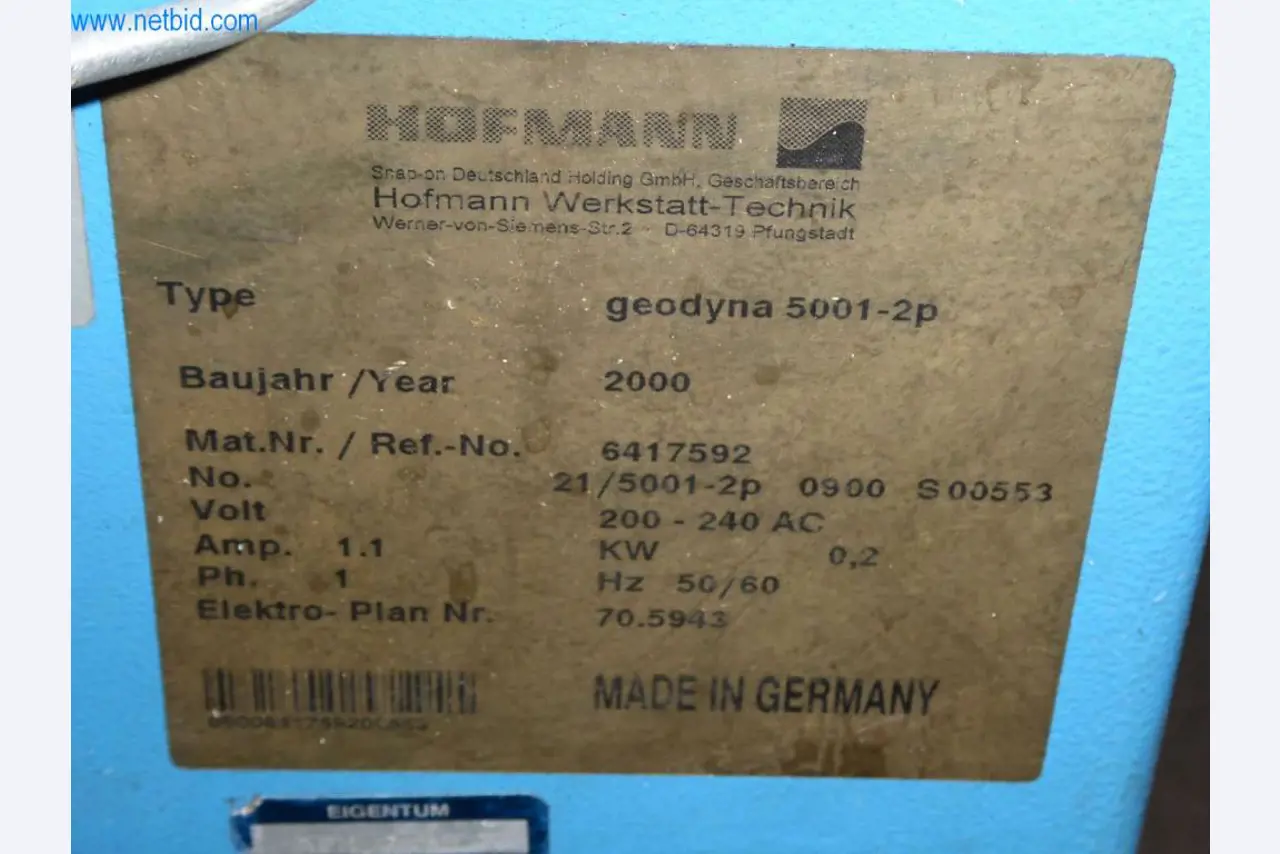 www.netbid.com
HOFMANN
Snap-on Deutschland Holding GmbH, Geschäftsbereich
Hofmann Werkstatt-Technik
Werner-von-Siemens-Str.2 - D-64319 Pfungstadt
Type geodyna 5001-2p
Baujahr /Year 2000
Mat.Nr. / Ref.-No. 6417592
No. 21/5001-2p 0900 S00553
Volt 200 - 240 AC
Amp. 1.1 KW 0,2
Ph. 1 Hz 50/60
Elektro- Plan Nr. 70.5943
MADE IN GERMANY
EIGENTUM